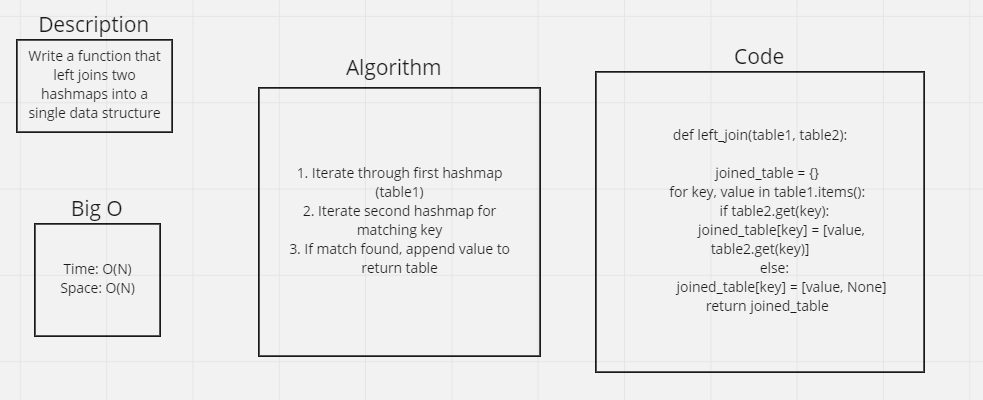 Description
Write a function that
left joins two
hashmaps into a
single data structure
Big O
Time: O(N)
Space: O(N)
Algorithm
1. Iterate through first hashmap
(table1)
2. Iterate second hashmap for
matching key
3. If match found, append value to
return table
Code
def left_join(table1, table2):
joined_table = {}
for key, value in table1.items():
if table2.get(key):
joined_table[key] = [value,
table2.get(key)]
else:
joined_table[key] = [value, None]
return joined_table